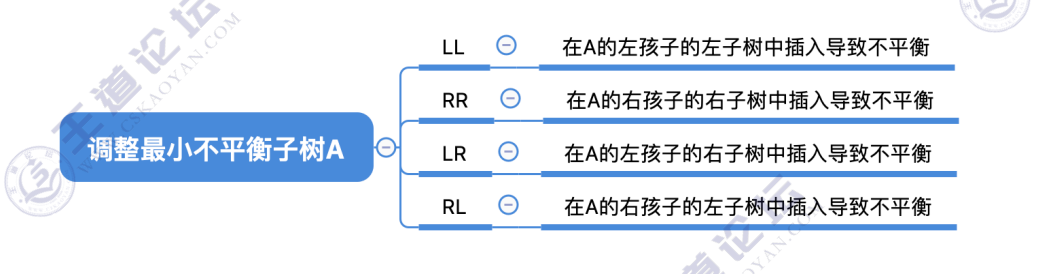 LL
在A的左孩子的左子树中插入导致不平衡
RR
在A的右孩子的右子树中插入导致不平衡
调整最小不平衡子树A
LR
在A的左孩子的右子树中插入导致不平衡
RL
在A的右孩子的左子树中插入导致不平衡
王道论坛
CSKAOYAN.COM